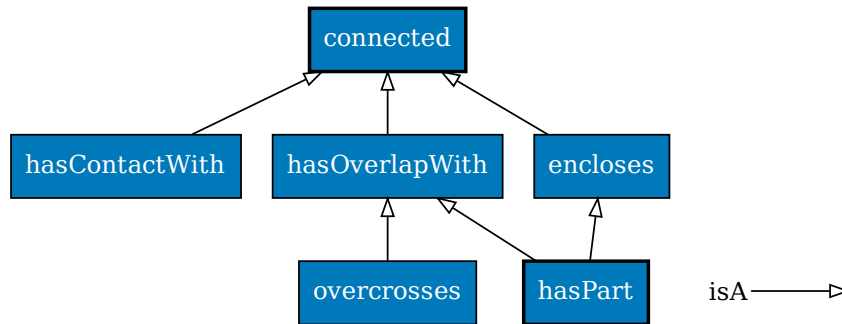 connected
hasContactWith
hasOverlapWith
encloses
overcrosses
hasPart
isA